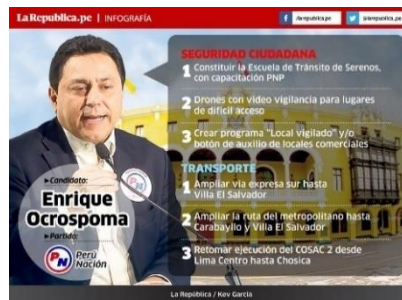 La Republica.pe | INFOGRAFÍA
/larepublica.pe
@larepublica_pe
SEGURIDAD CIUDADANA
1 Constituir la Escuela de Tránsito de Serenos,
con capacitación PNP
2 Drones con video vigilancia para lugares
de difícil acceso
3 Crear programa "Local vigilado" y/o
botón de auxilio de locales comerciales
TRANSPORTE
1 Ampliar vía expresa sur hasta
Villa El Salvador
2 Ampliar la ruta del metropolitano hasta
Carabayllo y Villa El Salvador
3 Retomar ejecución del COSAC 2 desde
Lima Centro hasta Chosica
Candidato:
Enrique
Ocrospoma
Partido:
PN
Perú
Nación
PN
La República / Kev García